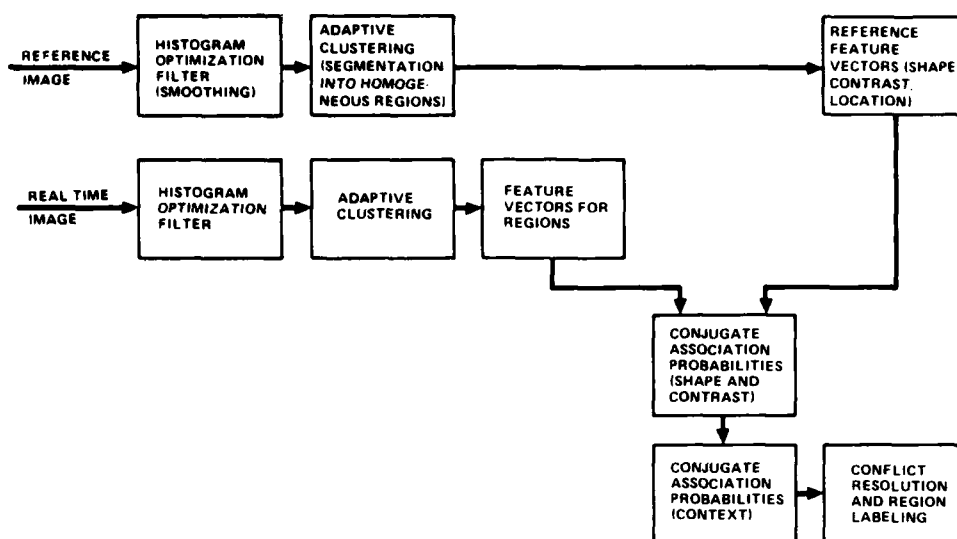 REFERENCE
IMAGE
HISTOGRAM
OPTIMIZATION
FILTER
(SMOOTHING)
ADAPTIVE
CLUSTERING
(SEGMENTATION
INTO HOMOGE-
NEOUS REGIONS)
REFERENCE
FEATURE
VECTORS (SHAPE
CONTRAST,
LOCATION)
REAL TIME
IMAGE
HISTOGRAM
OPTIMIZATION
FILTER
ADAPTIVE
CLUSTERING
FEATURE
VECTORS FOR
REGIONS
CONJUGATE
ASSOCIATION
PROBABILITIES
(SHAPE AND
CONTRAST)
CONJUGATE
ASSOCIATION
PROBABILITIES
(CONTEXT)
CONFLICT
RESOLUTION
AND REGION
LABELING